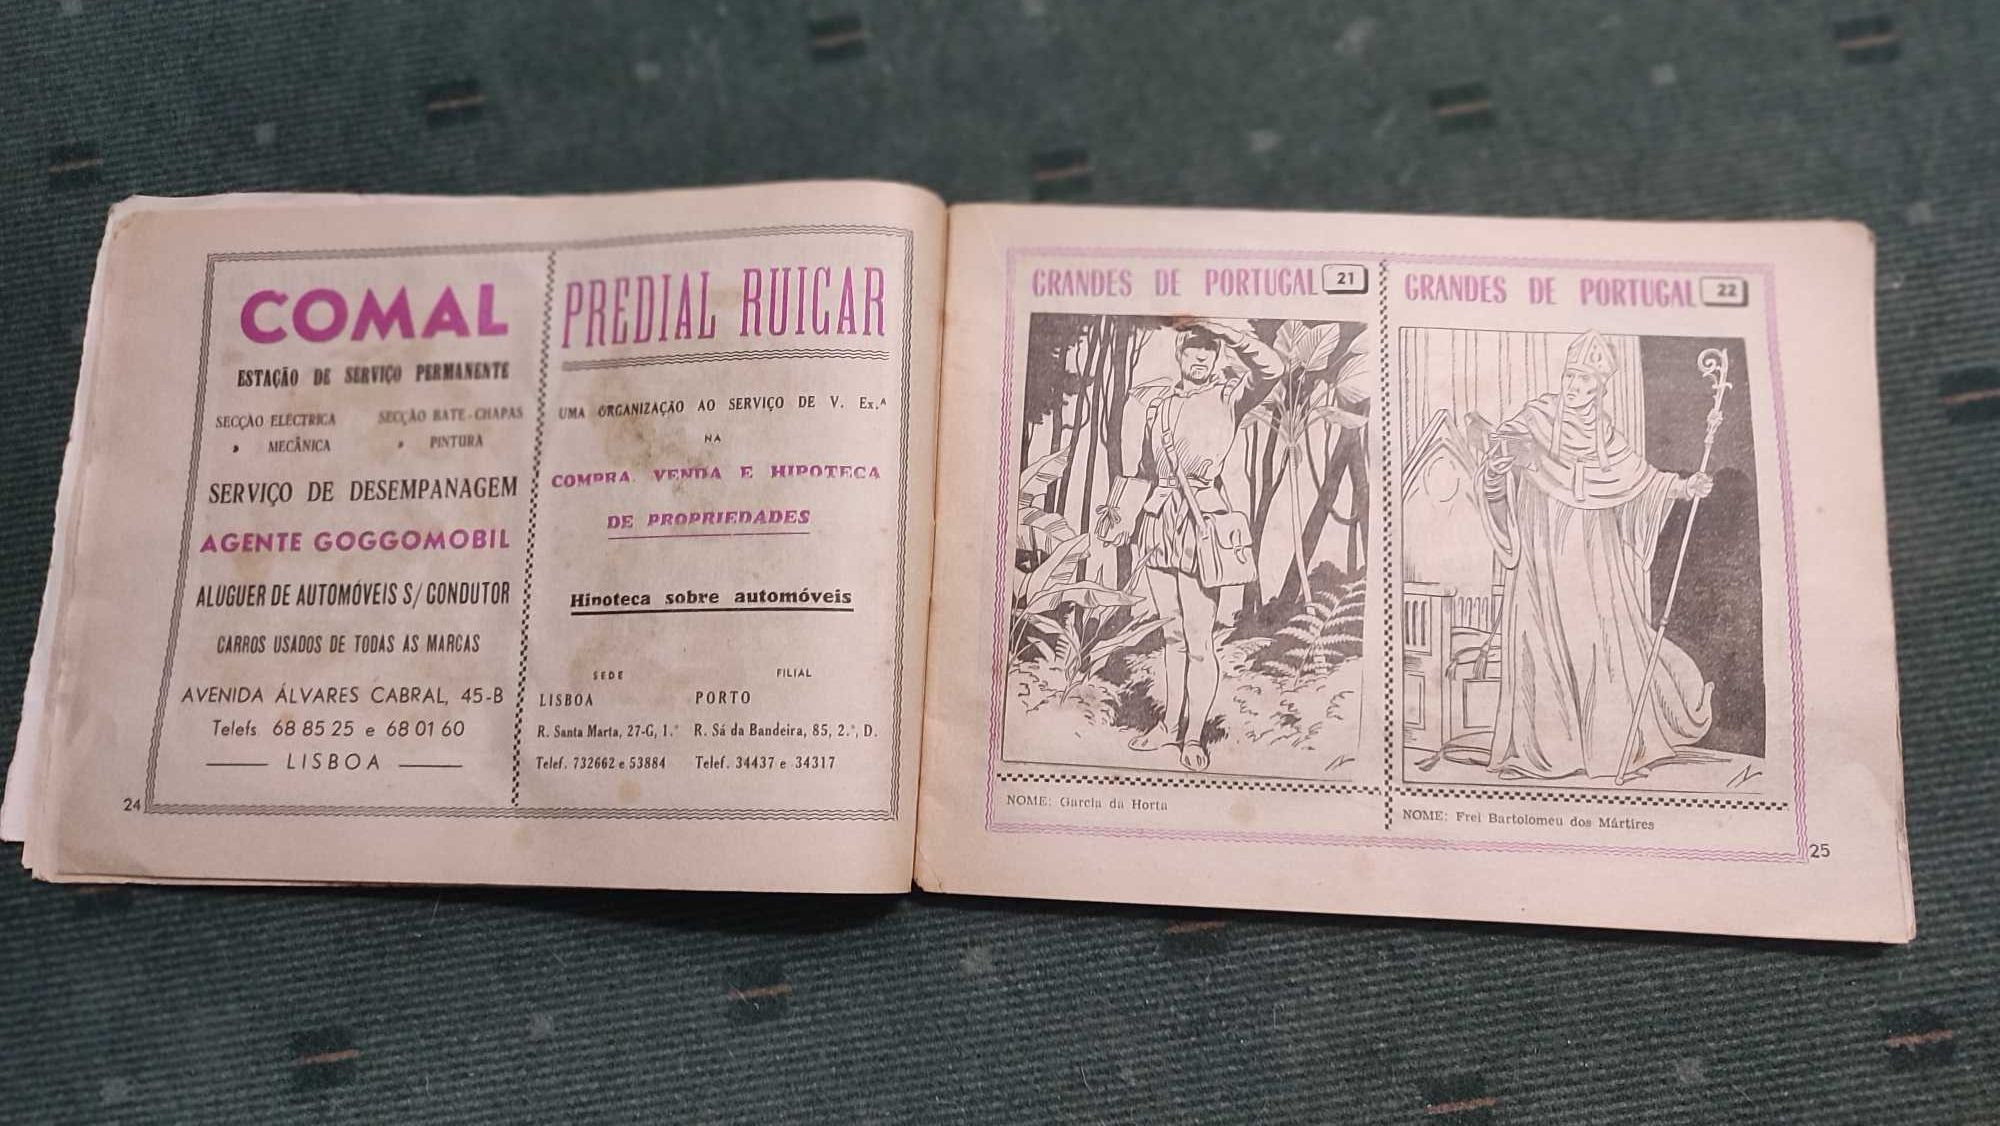 COMAL
ESTAÇÃO DE SERVIÇO PERMANENTE
SECÇÃO ELÉCTRICA SECÇÃO BATE-CHAPAS
» MECÂNICA » PINTURA
SERVIÇO DE DESEMPANAGEM
AGENTE GOGGOMOBIL
ALUGUER DE AUTOMÓVEIS S/ CONDUTOR
CARROS USADOS DE TODAS AS MARCAS
AVENIDA ÁLVARES CABRAL, 45-B
Telefs 68 85 25 e 68 01 60
LISBOA
24
PREDIAL RUICAR
UMA ORGANIZAÇÃO AO SERVIÇO DE V. Ex.ª
NA
COMPRA, VENDA E HIPOTECA
DE PROPRIEDADES
Hipoteca sobre automóveis
SEDE FILIAL
LISBOA PORTO
R. Santa Marta, 27-G, 1.° R. Sá da Bandeira, 85, 2.°, D.
Telef. 732662 e 53884 Telef. 34437 e 34317
GRANDES DE PORTUGAL 21
NOME: Garcia da Horta
GRANDES DE PORTUGAL 22
NOME: Frei Bartolomeu dos Mártires
25